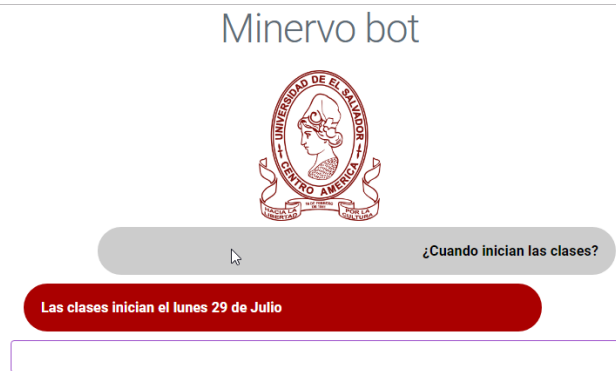 Minervo bot
UNIVERSIDAD DE EL SALVADOR
CENTRO AMERICA
HACIA LA
LIBERTAD
POR LA
CULTURA
¿Cuando inician las clases?
Las clases inician el lunes 29 de Julio